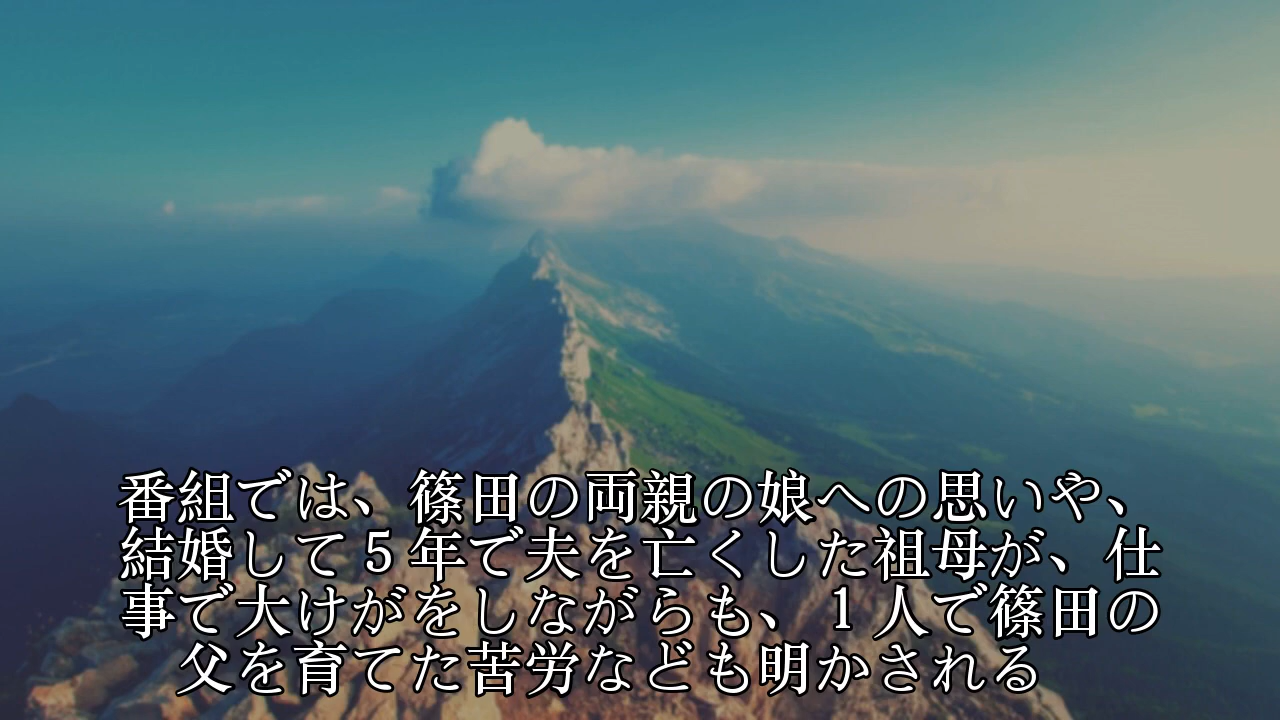 番組では、篠田の両親の娘への思いや、
結婚して５年で夫を亡くした祖母が、仕
事で大けがをしながらも、１人で篠田の
父を育てた苦労なども明かされる